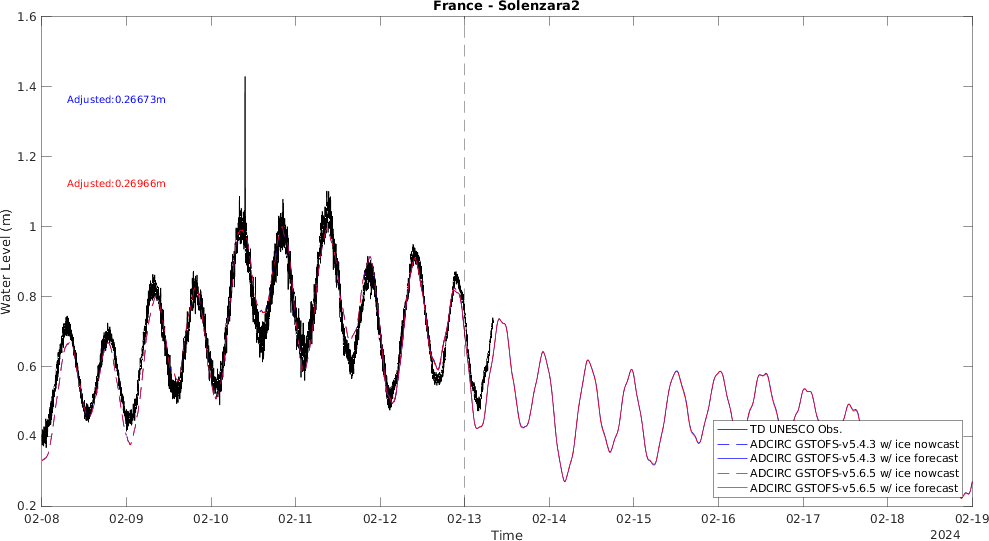 France - Solenzara2
1.6
1.4
1.2
1
0.8
0.6
0.4
0.2
Water Level (m)
Adjusted:0.26673m
Adjusted:0.26966m
TD UNESCO Obs.
ADCIRC GSTOFS-v5.4.3 w/ ice nowcast
ADCIRC GSTOFS-v5.4.3 w/ ice forecast
ADCIRC GSTOFS-v5.6.5 w/ ice nowcast
ADCIRC GSTOFS-v5.6.5 w/ ice forecast
02-08 02-09 02-10 02-11 02-12 02-13 02-14 02-15 02-16 02-17 02-18 02-19
Time
2024